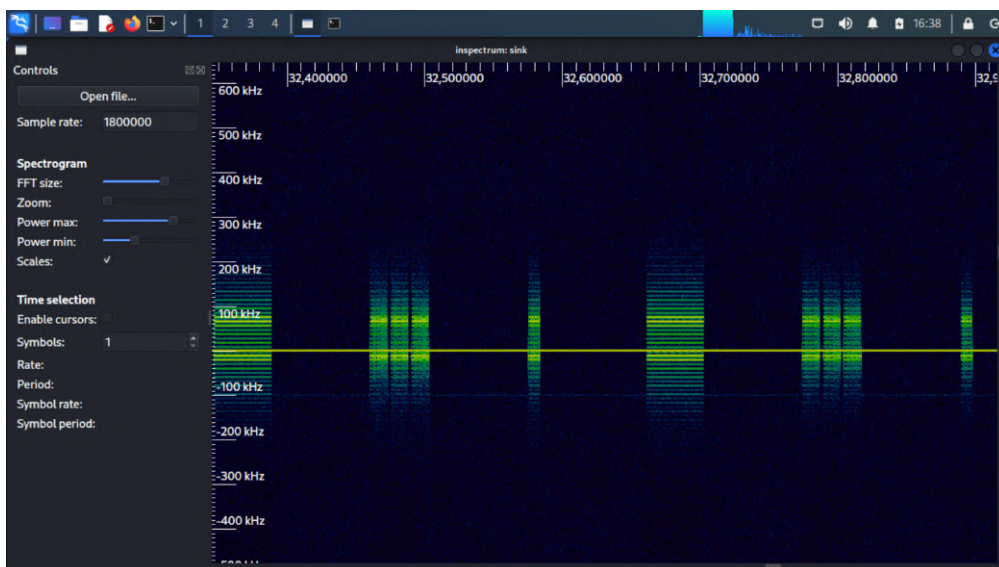 1 2 3 4 16:38 G
inspectrum: sink
Controls
Open file...
Sample rate: 1800000
Spectrogram
FFT size:
Zoom:
Power max:
Power min:
Scales:
Time selection
Enable cursors:
Symbols: 1
Rate:
Period:
Symbol rate:
Symbol period:
32,400000 32,500000 32,600000 32,700000 32,800000 32,9
600 kHz
500 kHz
400 kHz
300 kHz
200 kHz
100 kHz
-100 kHz
-200 kHz
-300 kHz
-400 kHz